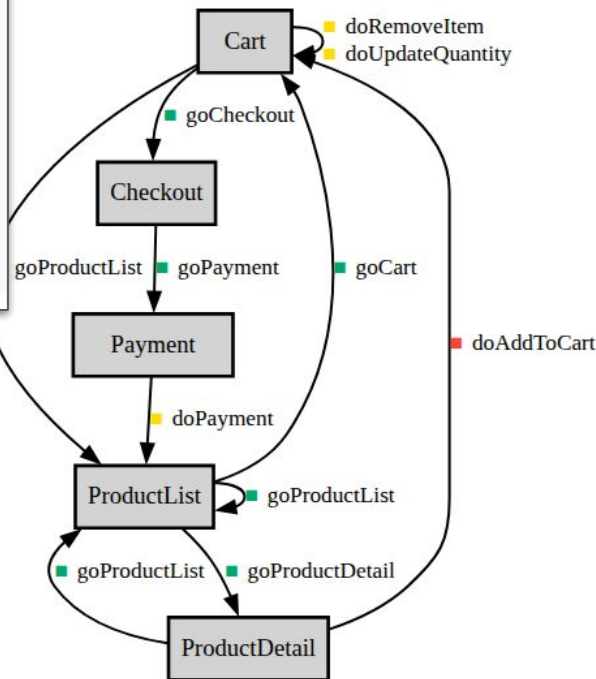 doRemoveItem
Cart
doUpdateQuantity
goCheckout
Checkout
goProductList goPayment goCart
Payment doAddToCart
doPayment
ProductList goProductList
goProductList goProductDetail
ProductDetail